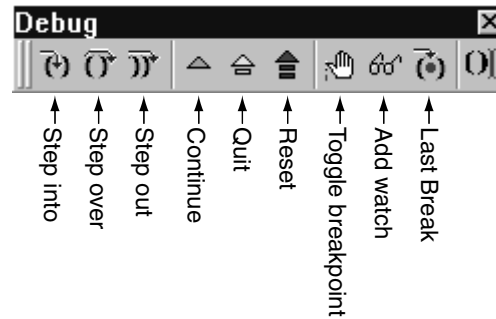 Debug
Step into
Step over
Step out
Continue
Quit
Reset
Toggle breakpoint
Add watch
Last Break